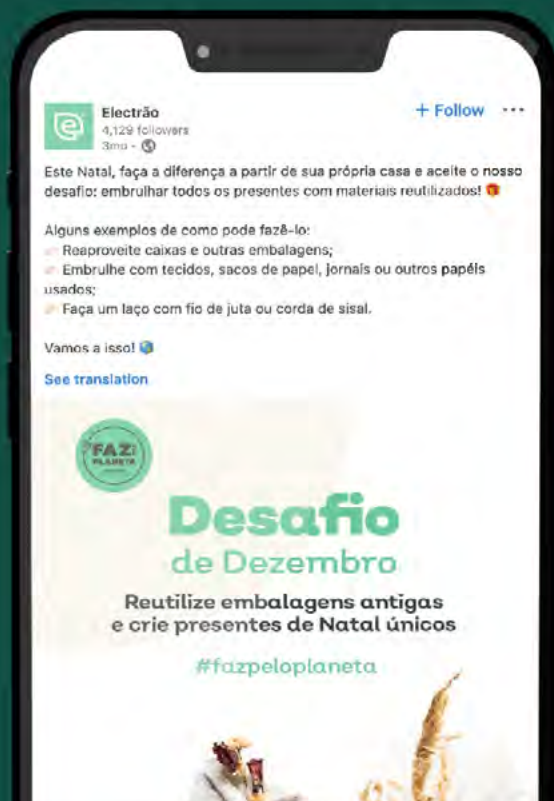 Electrão
+ Follow ...
4,129 followers
3mo •
Este Natal, faça a diferença a partir de sua própria casa e aceite o nosso
desafio: embrulhar todos os presentes com materiais reutilizados! 🎁
Alguns exemplos de como pode fazê-lo:
👉🏻 Reaproveite caixas e outras embalagens;
👉🏻 Embrulhe com tecidos, sacos de papel, jornais ou outros papéis
usados;
👉🏻 Faça um laço com fio de juta ou corda de sisal.
Vamos a isso! 🌍
See translation
FAZ
PLANETA
Desafio
de Dezembro
Reutilize embalagens antigas
e crie presentes de Natal únicos
#fazpeloplaneta